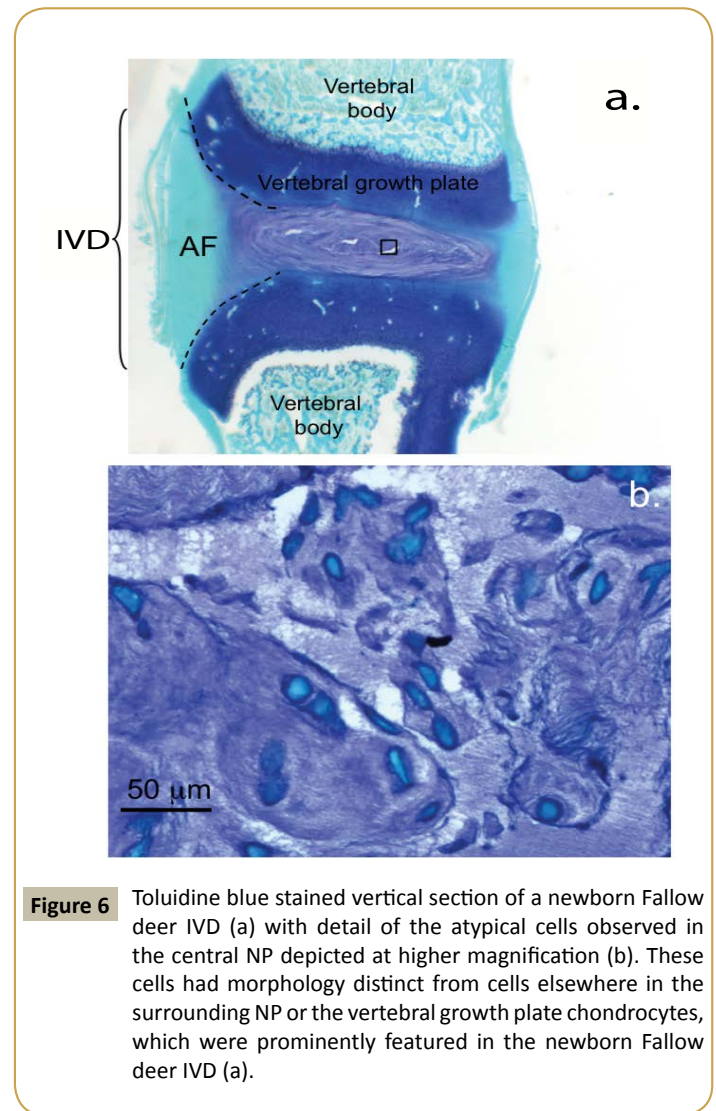 a.
Vertebral
body
Vertebral growth plate
IVD
AF
Vertebral
body
b.
50 µm
Figure 6 Toluidine blue stained vertical section of a newborn Fallow
deer IVD (a) with detail of the atypical cells observed in
the central NP depicted at higher magnification (b). These
cells had morphology distinct from cells elsewhere in the
surrounding NP or the vertebral growth plate chondrocytes,
which were prominently featured in the newborn Fallow
deer IVD (a).